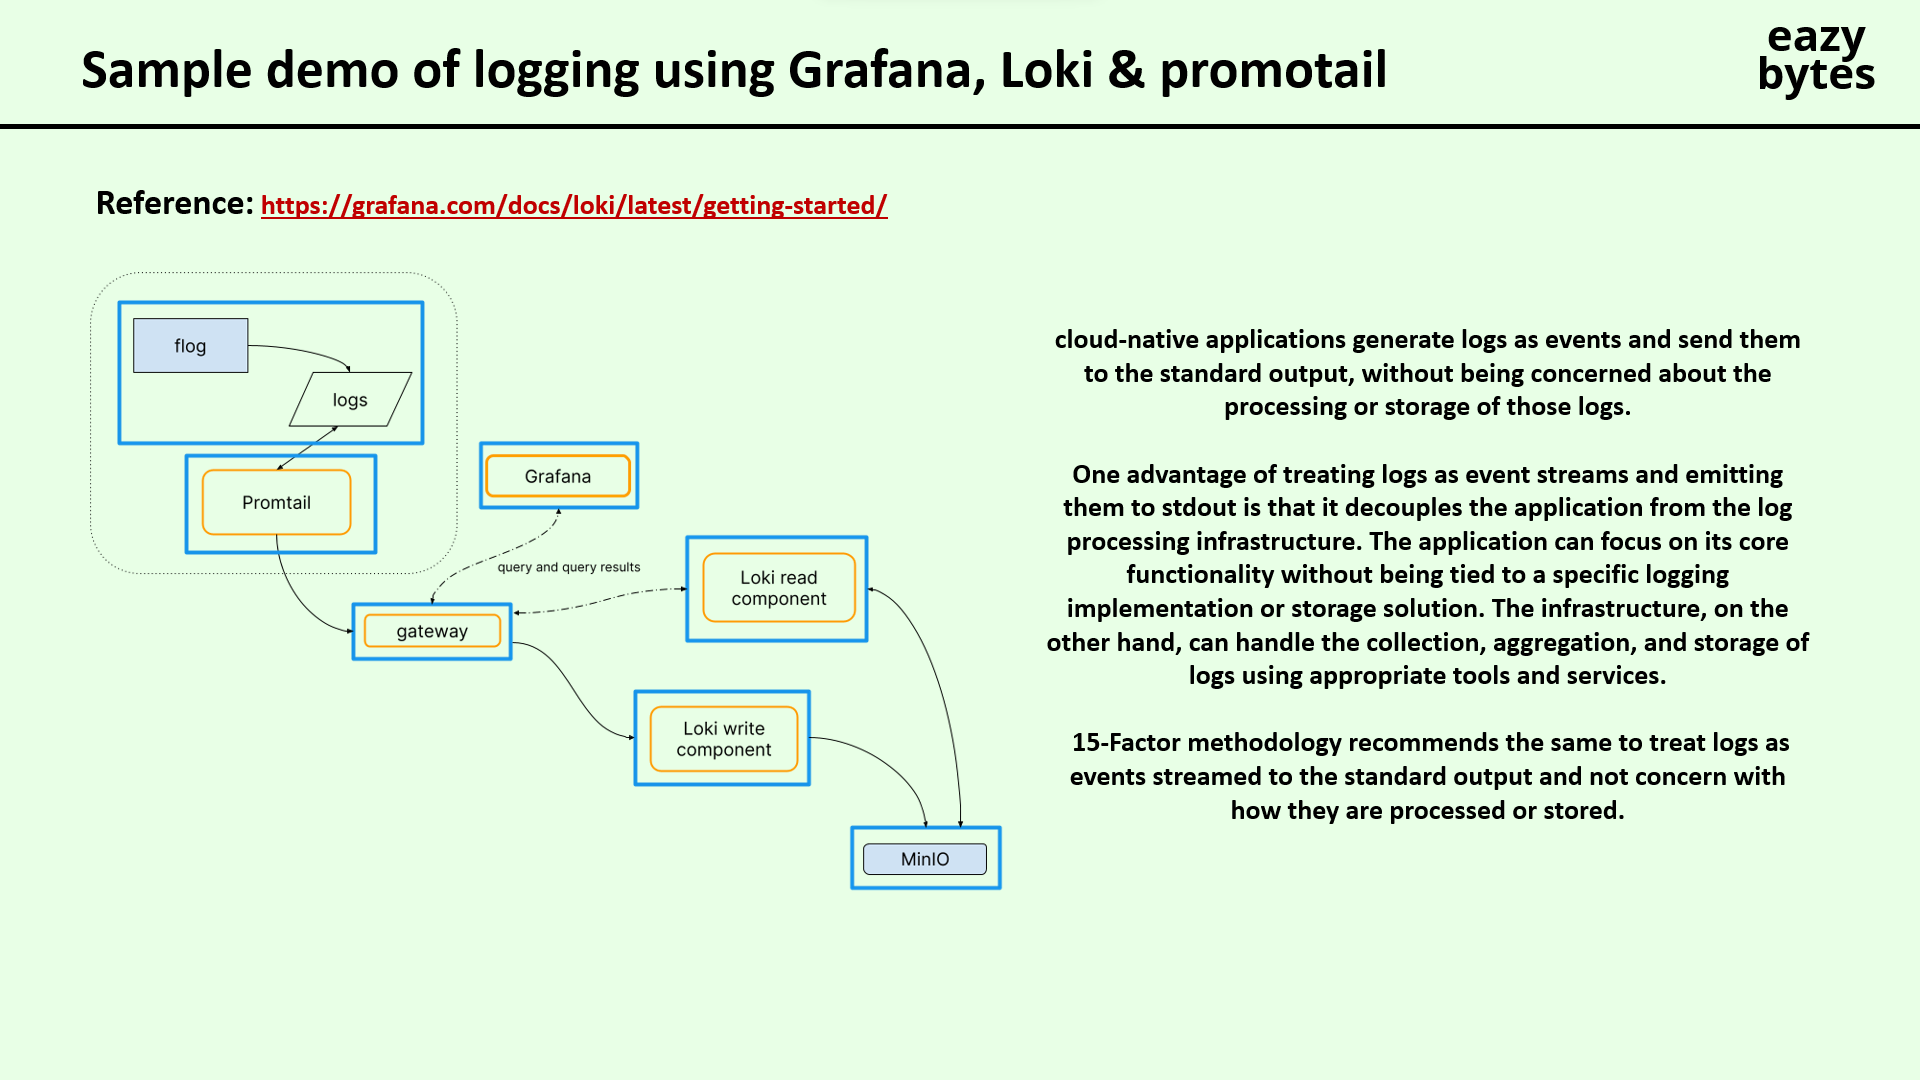 Sample demo of logging using Grafana, Loki & promotail
eazy
bytes
Reference: https://grafana.com/docs/loki/latest/getting-started/
flog
logs
Promtail
Grafana
query and query results
gateway
Loki read
component
Loki write
component
MinIO
cloud-native applications generate logs as events and send them
to the standard output, without being concerned about the
processing or storage of those logs.
One advantage of treating logs as event streams and emitting
them to stdout is that it decouples the application from the log
processing infrastructure. The application can focus on its core
functionality without being tied to a specific logging
implementation or storage solution. The infrastructure, on the
other hand, can handle the collection, aggregation, and storage of
logs using appropriate tools and services.
15-Factor methodology recommends the same to treat logs as
events streamed to the standard output and not concern with
how they are processed or stored.